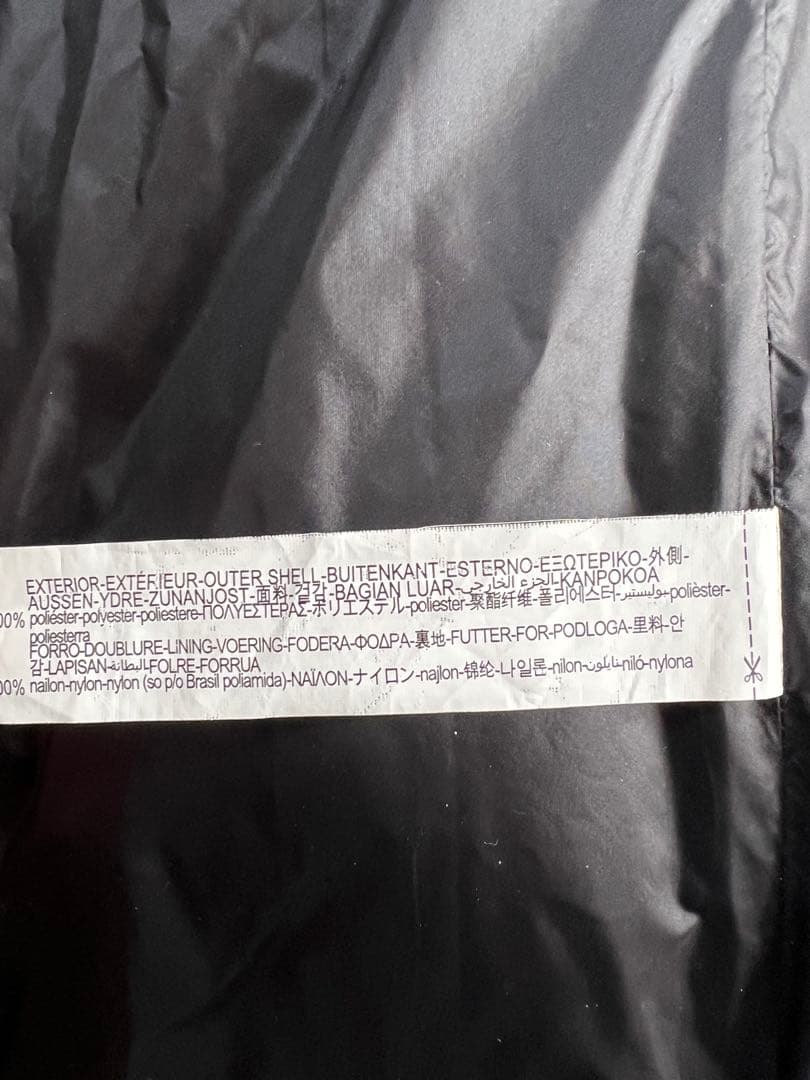 EXTERIOR-EXTÉRIEUR-OUTER SHELL-BUITENKANT-ESTERNO-ΕΞΩΤΕΡΙΚΟ-外側-
AUSSEN-YDRE-ZUNANJOST-面料-겉감-BAGIAN LUAR-الجزء الخارجي-KANPOKOA
00% poliéster-polyester-poliestere-ΠΟΛΥΕΣΤΕΡΑΣ-ポリエステル-poliester-聚酯纤维-폴리에스터-بوليستير-polièster-
poliesterra
FORRO-DOUBLURE-LINING-VOERING-FODERA-ΦΟΔΡΑ-裏地-FUTTER-FOR-PODLOGA-里料-안
감-LAPISAN-البطانة-FOLRE-FORRUA
00% nailon-nylon-nylon (so p/o Brasil poliamida)-ΝΑΪΛΟΝ-ナイロン-najlon-锦纶-나일론-nilon-نايلون-niló-nylona